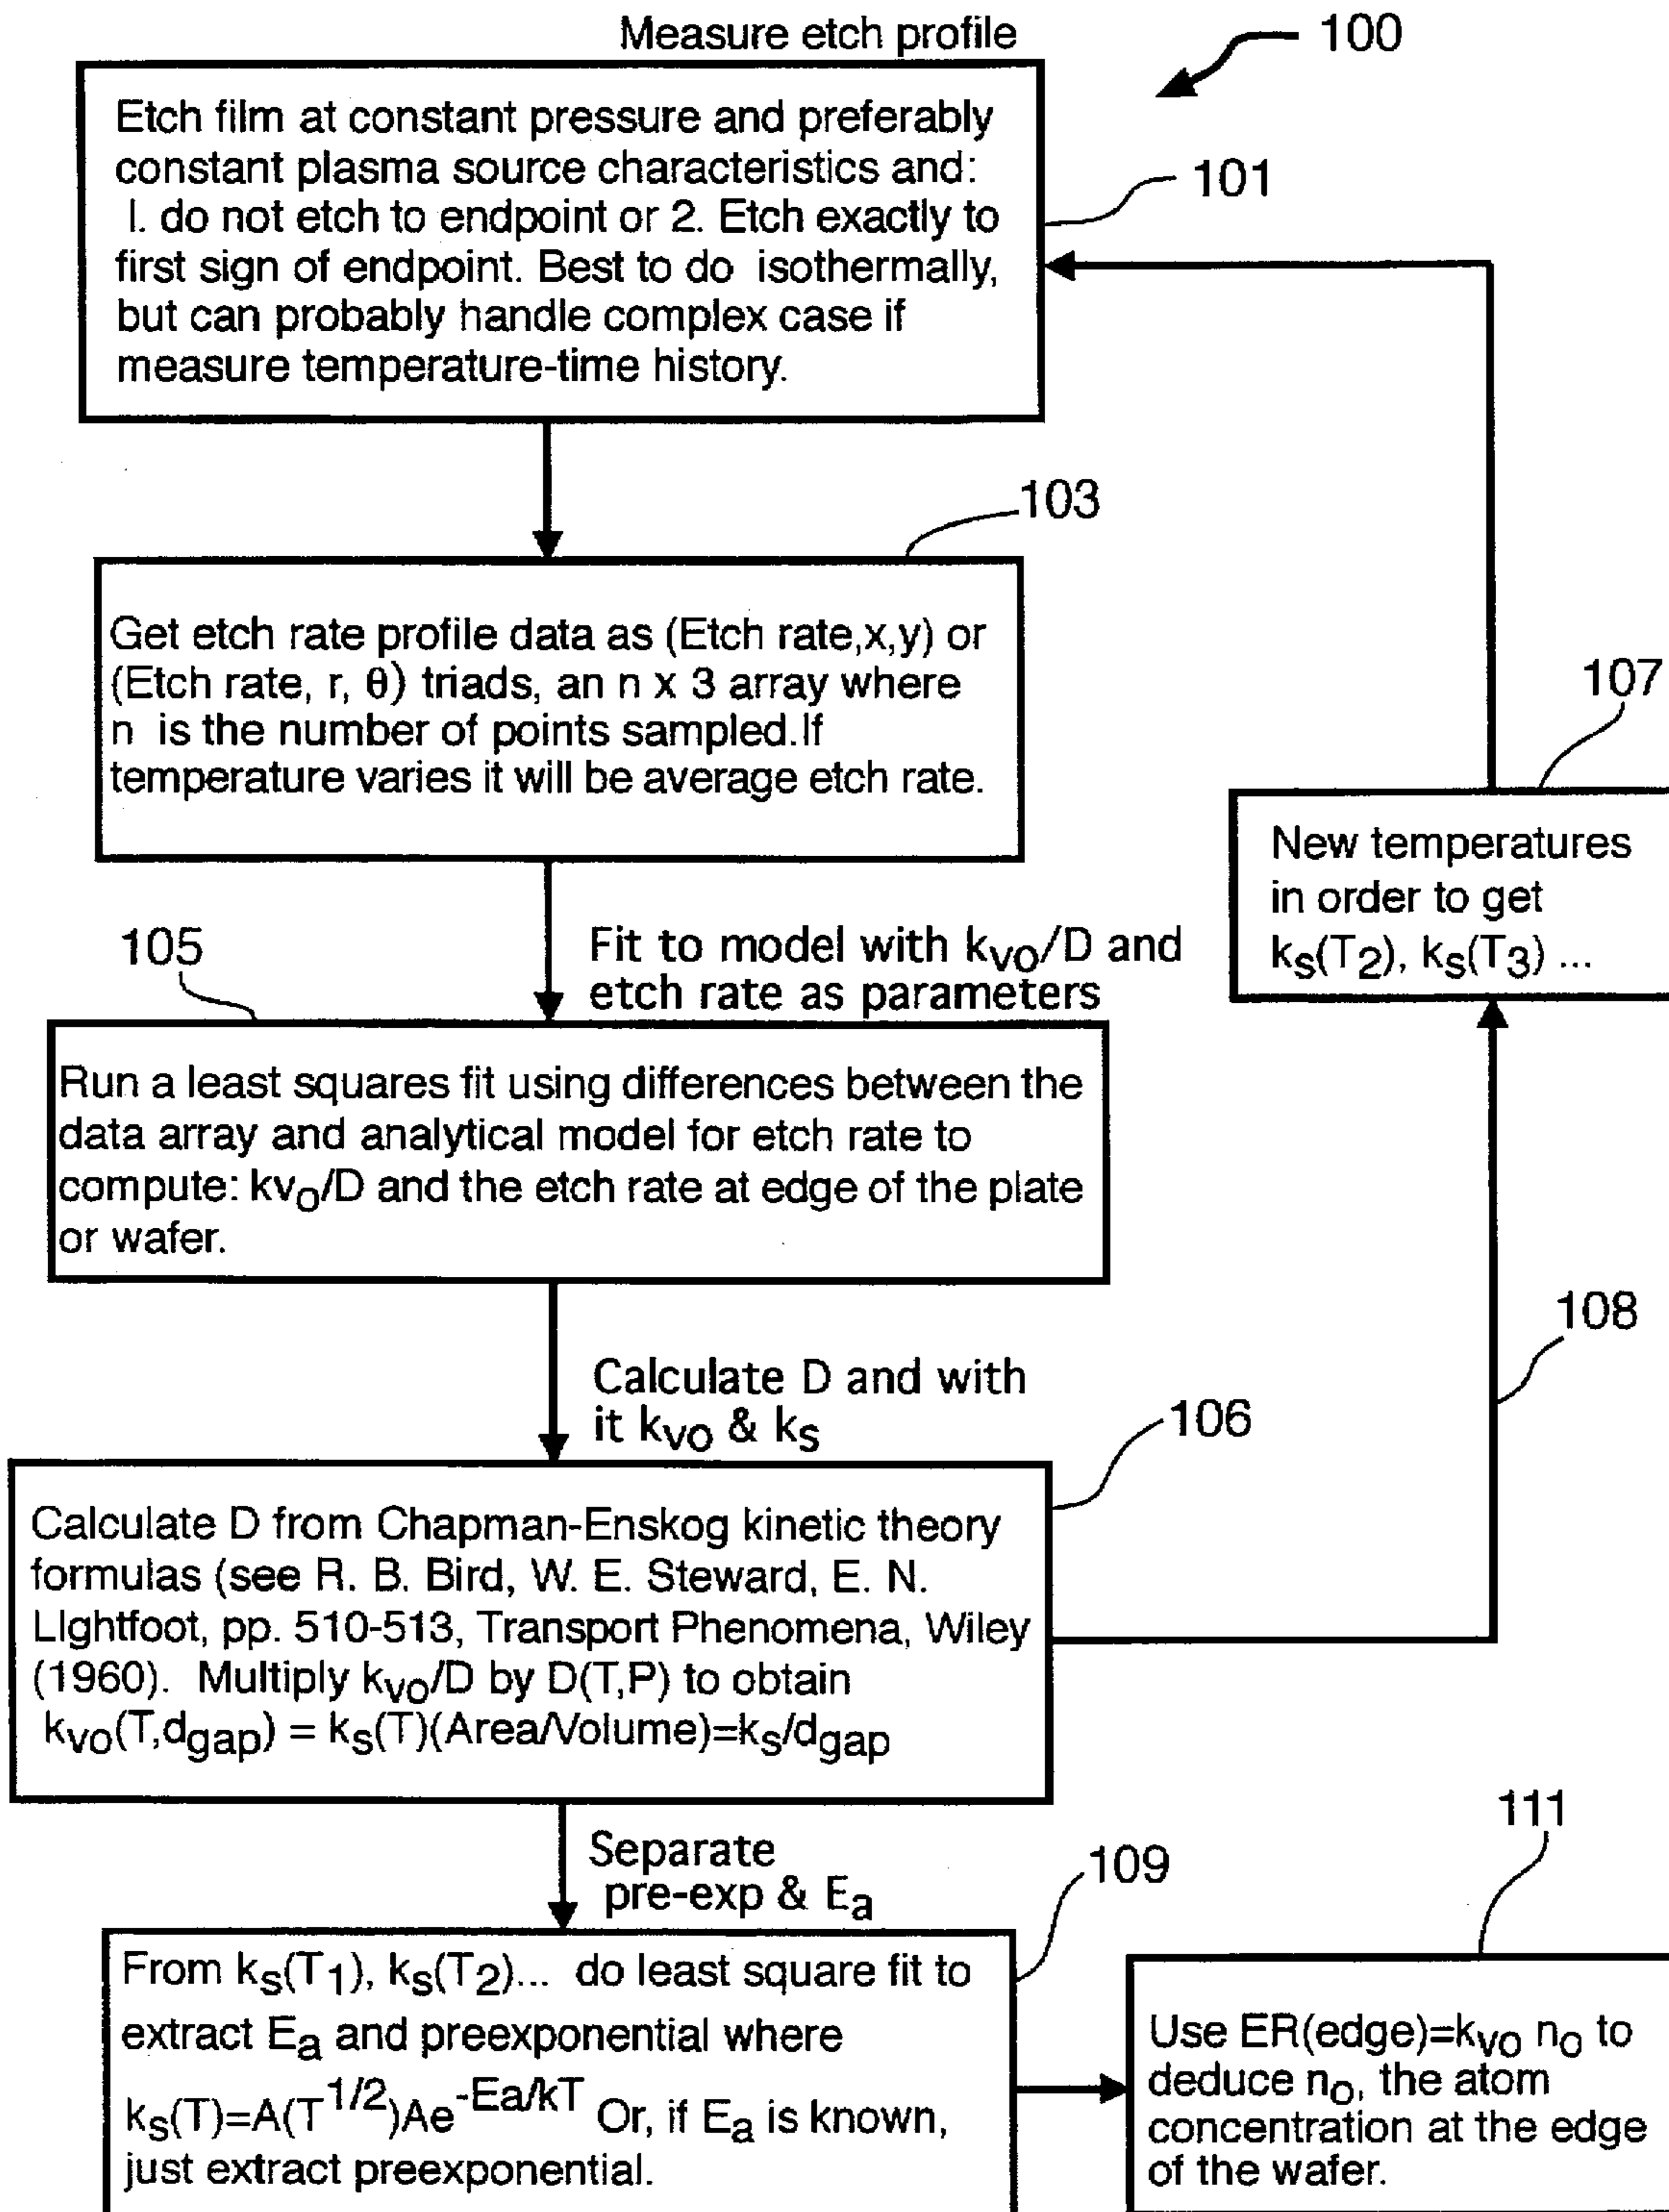 Measure etch profile
100
Etch film at constant pressure and preferably
constant plasma source characteristics and:
I. do not etch to endpoint or 2. Etch exactly to
first sign of endpoint. Best to do isothermally,
but can probably handle complex case if
measure temperature-time history.
101
103
Get etch rate profile data as (Etch rate,x,y) or
(Etch rate, r, θ) triads, an n x 3 array where
n is the number of points sampled.If
temperature varies it will be average etch rate.
107
New temperatures
in order to get
kₛ(T₂), kₛ(T₃) ...
105
Fit to model with k_vo/D and
etch rate as parameters
Run a least squares fit using differences between the
data array and analytical model for etch rate to
compute: kv_o/D and the etch rate at edge of the plate
or wafer.
108
Calculate D and with
it k_vo & kₛ
106
Calculate D from Chapman-Enskog kinetic theory
formulas (see R. B. Bird, W. E. Steward, E. N.
LIghtfoot, pp. 510-513, Transport Phenomena, Wiley
(1960). Multiply k_vo/D by D(T,P) to obtain
k_vo(T,d_gap) = kₛ(T)(Area/Volume)=kₛ/d_gap
Separate
pre-exp & Eₐ
109
111
From kₛ(T₁), kₛ(T₂)... do least square fit to
extract Eₐ and preexponential where
kₛ(T)=A(T^1/2)Ae^-Ea/kT Or, if Eₐ is known,
just extract preexponential.
Use ER(edge)=k_vo n_o to
deduce n_o, the atom
concentration at the edge
of the wafer.